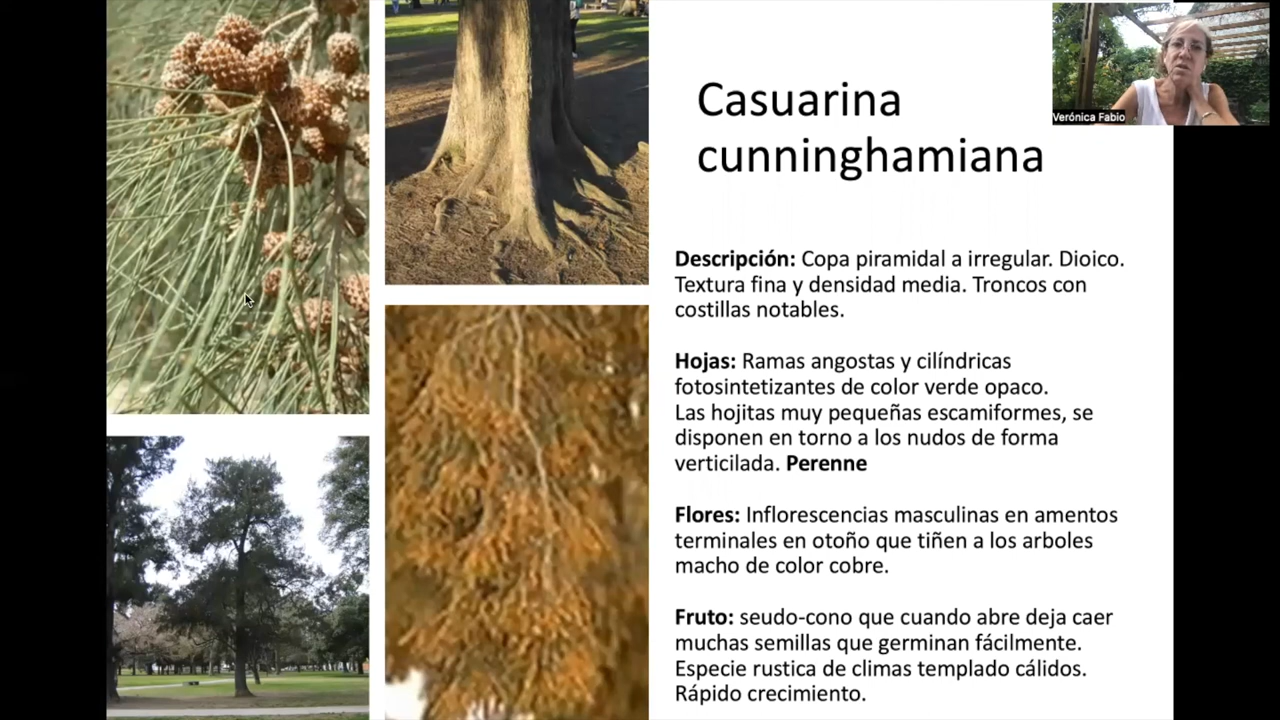 Casuarina
cunninghamiana
Verónica Fabio
Descripción: Copa piramidal a irregular. Dioico.
Textura fina y densidad media. Troncos con
costillas notables.
Hojas: Ramas angostas y cilíndricas
fotosintetizantes de color verde opaco.
Las hojitas muy pequeñas escamiformes, se
disponen en torno a los nudos de forma
verticilada. Perenne
Flores: Inflorescencias masculinas en amentos
terminales en otoño que tiñen a los arboles
macho de color cobre.
Fruto: seudo-cono que cuando abre deja caer
muchas semillas que germinan fácilmente.
Especie rustica de climas templado cálidos.
Rápido crecimiento.